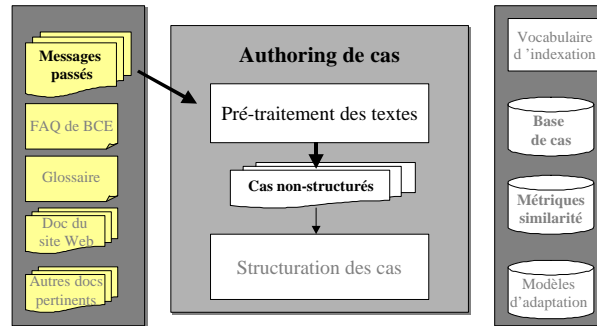 Messages
passés
FAQ de BCE
Glossaire
Doc du
site Web
Autres docs
pertinents
Authoring de cas
Pré-traitement des textes
Cas non-structurés
Structuration des cas
Vocabulaire
d ’indexation
Base
de cas
Métriques
similarité
Modèles
d’adaptation